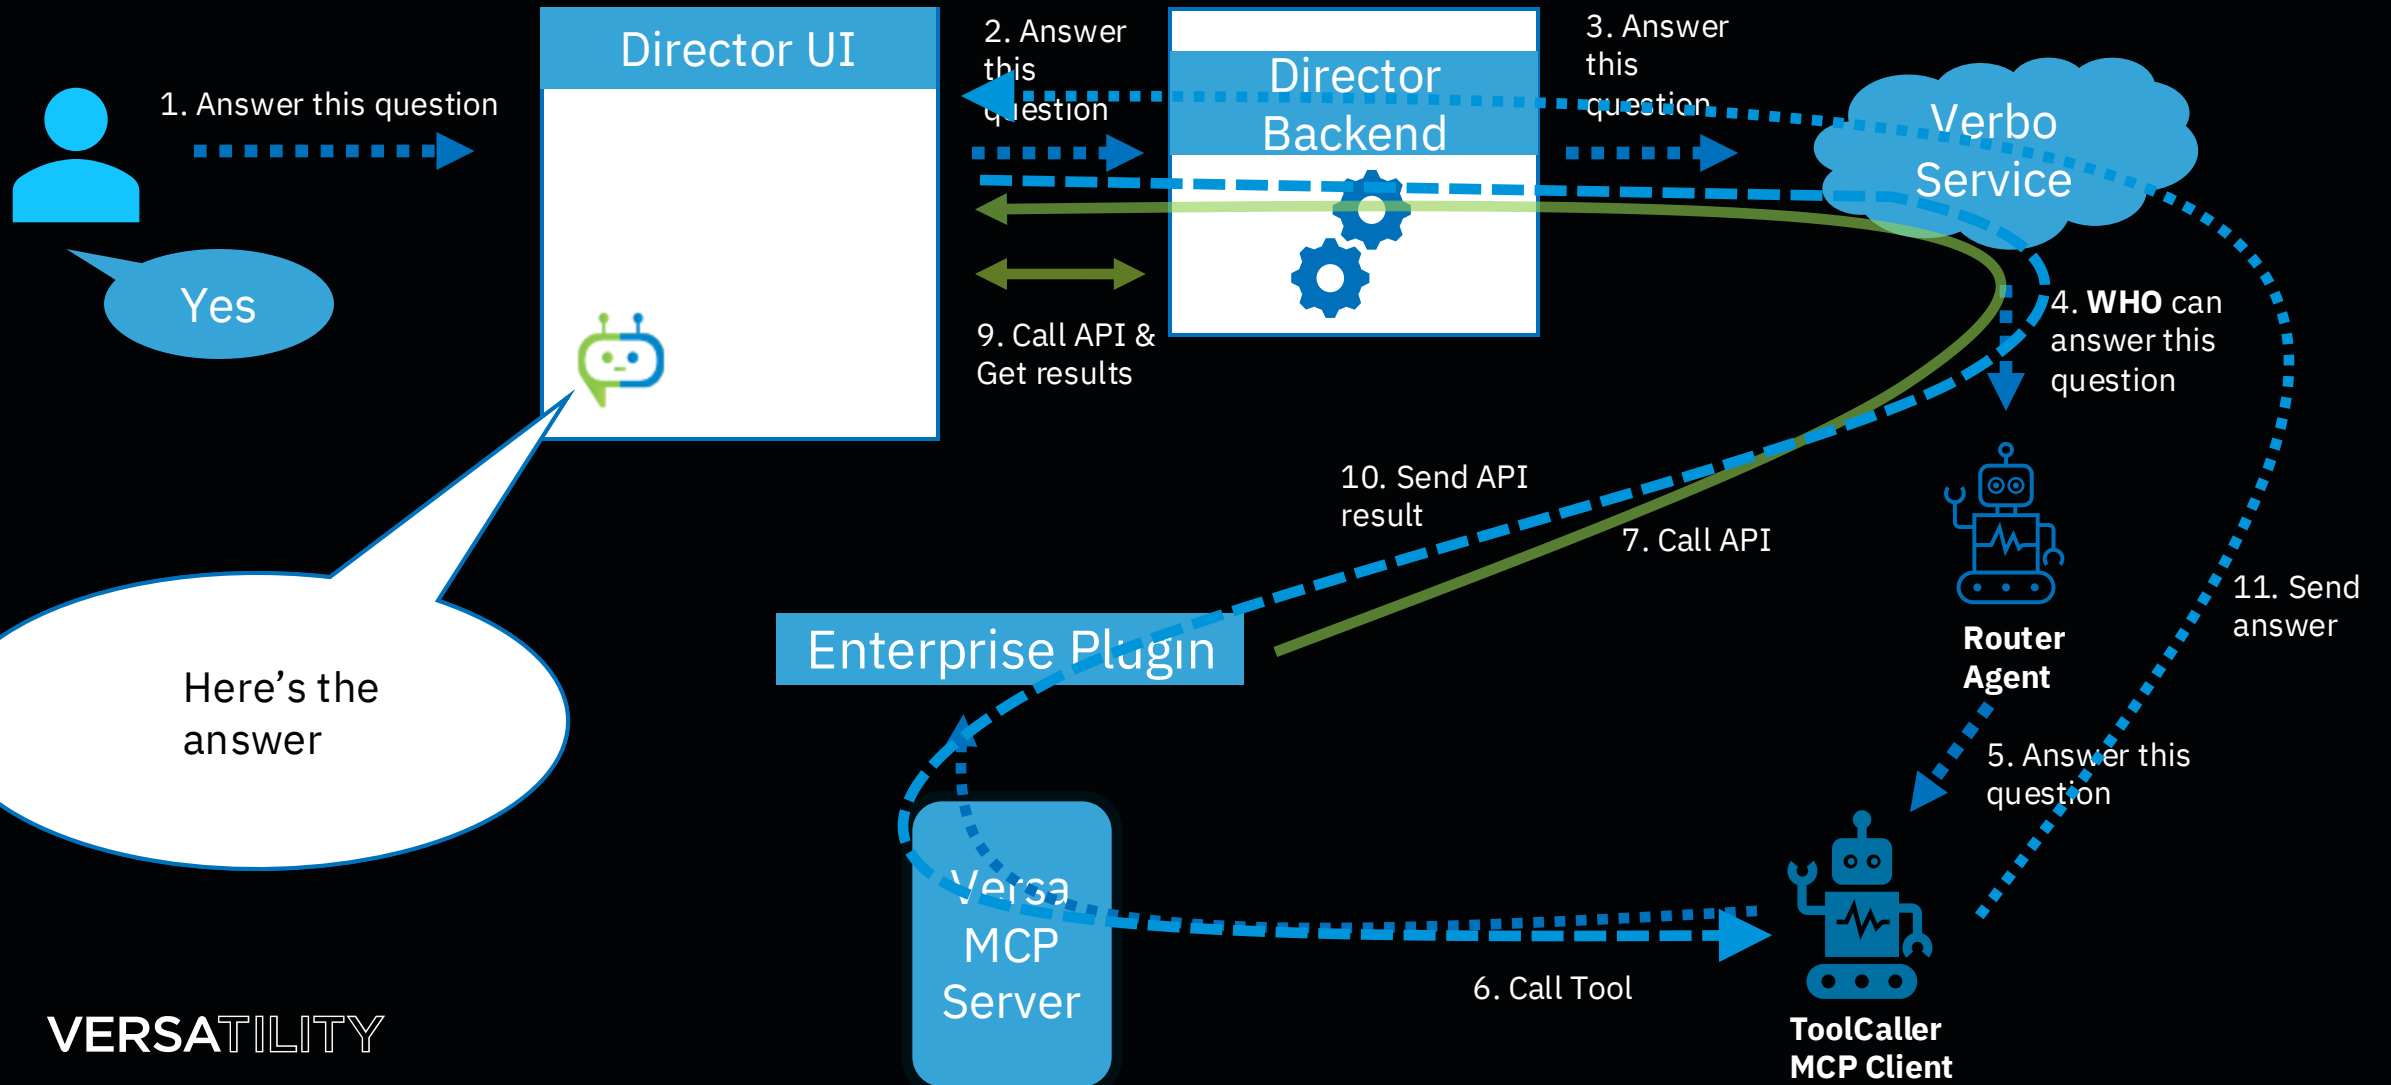 Director UI
2. Answer
this
question
Director
Backend
3. Answer
this
question
Verbo
Service
1. Answer this question
Yes
9. Call API &
Get results
4. WHO can
answer this
question
10. Send API
result
7. Call API
11. Send
answer
Enterprise Plugin
Router
Agent
Here’s the
answer
5. Answer this
question
Versa
MCP
Server
6. Call Tool
ToolCaller
MCP Client
VERSATILITY